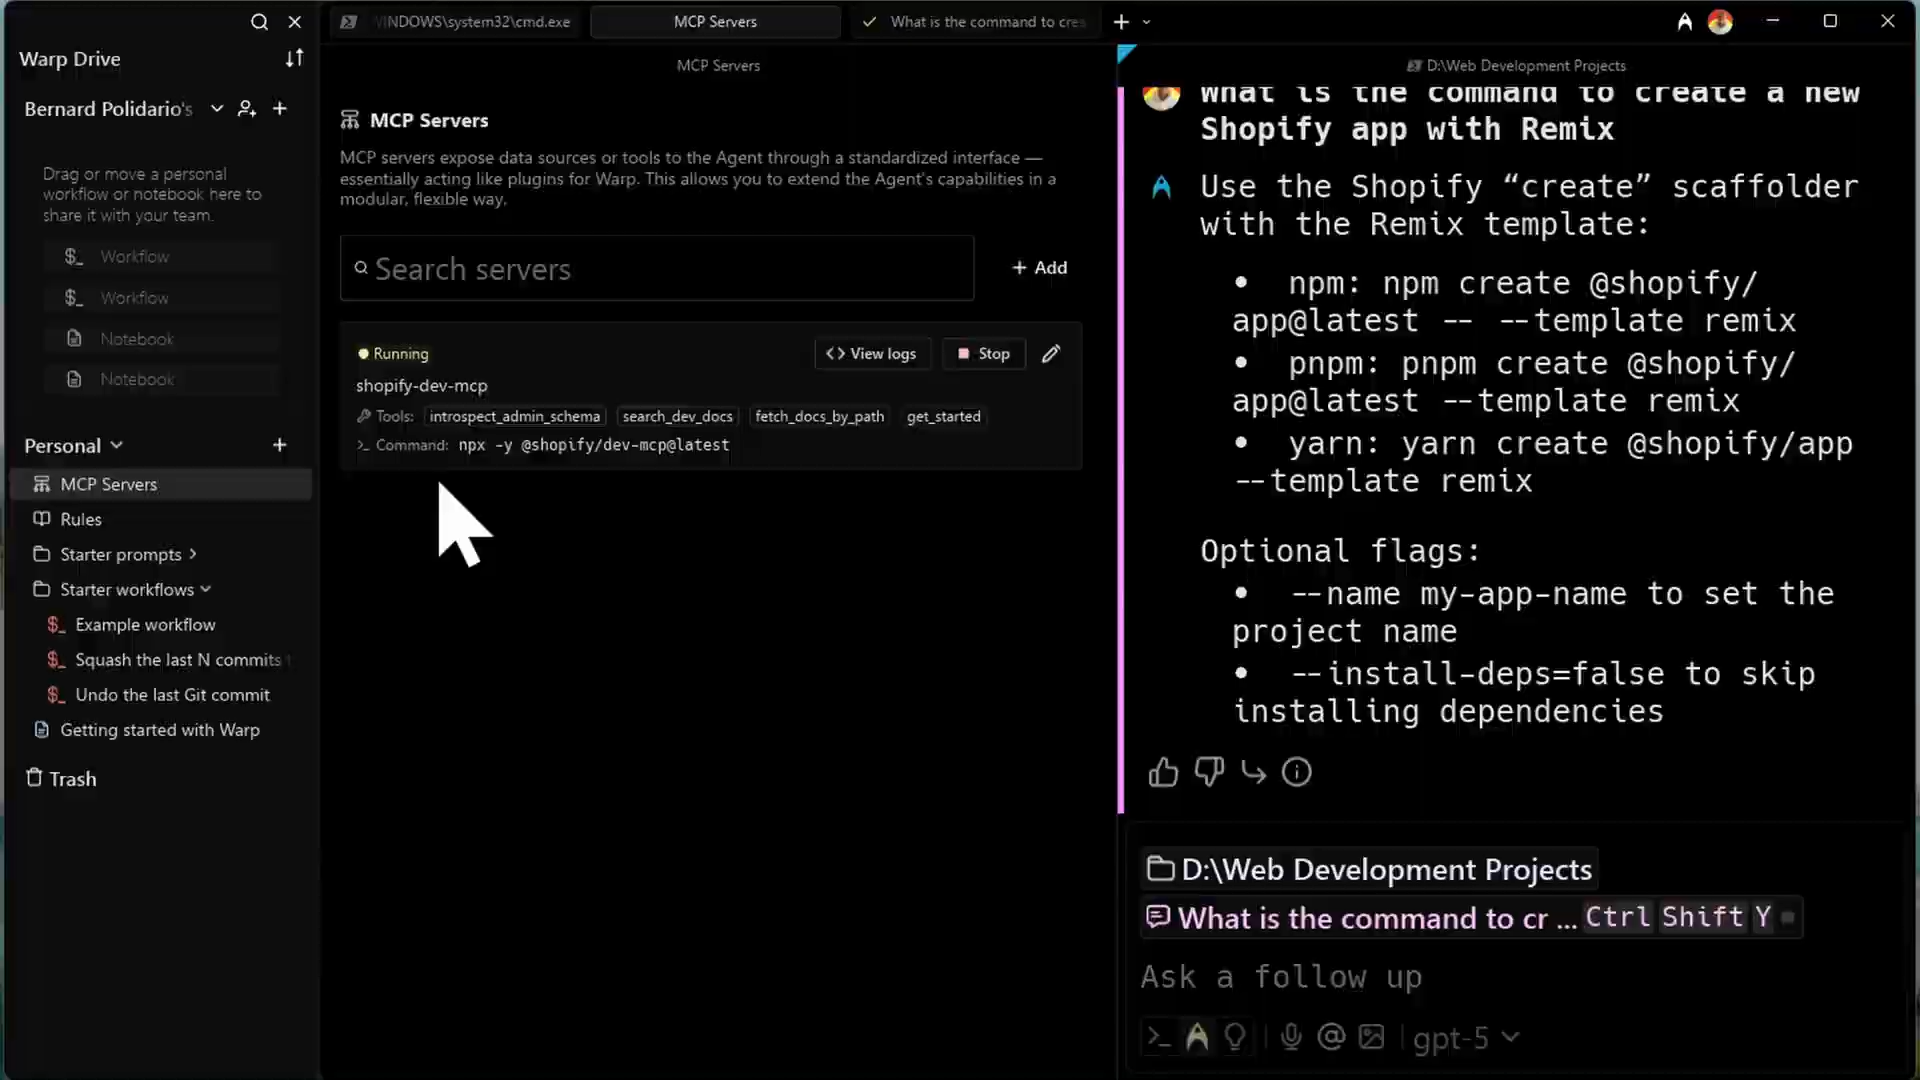 Warp Drive
Bernard Polidario's
Drag or move a personal
workflow or notebook here to
share it with your team.
$_ Workflow
$_ Workflow
Notebook
Notebook
Personal
MCP Servers
Rules
Starter prompts
Starter workflows
$_ Example workflow
$_ Squash the last N commits
$_ Undo the last Git commit
Getting started with Warp
Trash
INDOWS\system32\cmd.exe
MCP Servers
What is the command to cres
MCP Servers
MCP Servers
MCP servers expose data sources or tools to the Agent through a standardized interface —
essentially acting like plugins for Warp. This allows you to extend the Agent's capabilities in a
modular, flexible way.
Search servers
+ Add
Running
<> View logs
Stop
shopify-dev-mcp
Tools: introspect_admin_schema search_dev_docs fetch_docs_by_path get_started
>_ Command: npx -y @shopify/dev-mcp@latest
D:\Web Development Projects
What is the command to create a new
Shopify app with Remix
Use the Shopify “create” scaffolder
with the Remix template:
• npm: npm create @shopify/
app@latest -- --template remix
• pnpm: pnpm create @shopify/
app@latest --template remix
• yarn: yarn create @shopify/app
--template remix
Optional flags:
• --name my-app-name to set the
project name
• --install-deps=false to skip
installing dependencies
D:\Web Development Projects
What is the command to cr ... Ctrl Shift Y
Ask a follow up
gpt-5